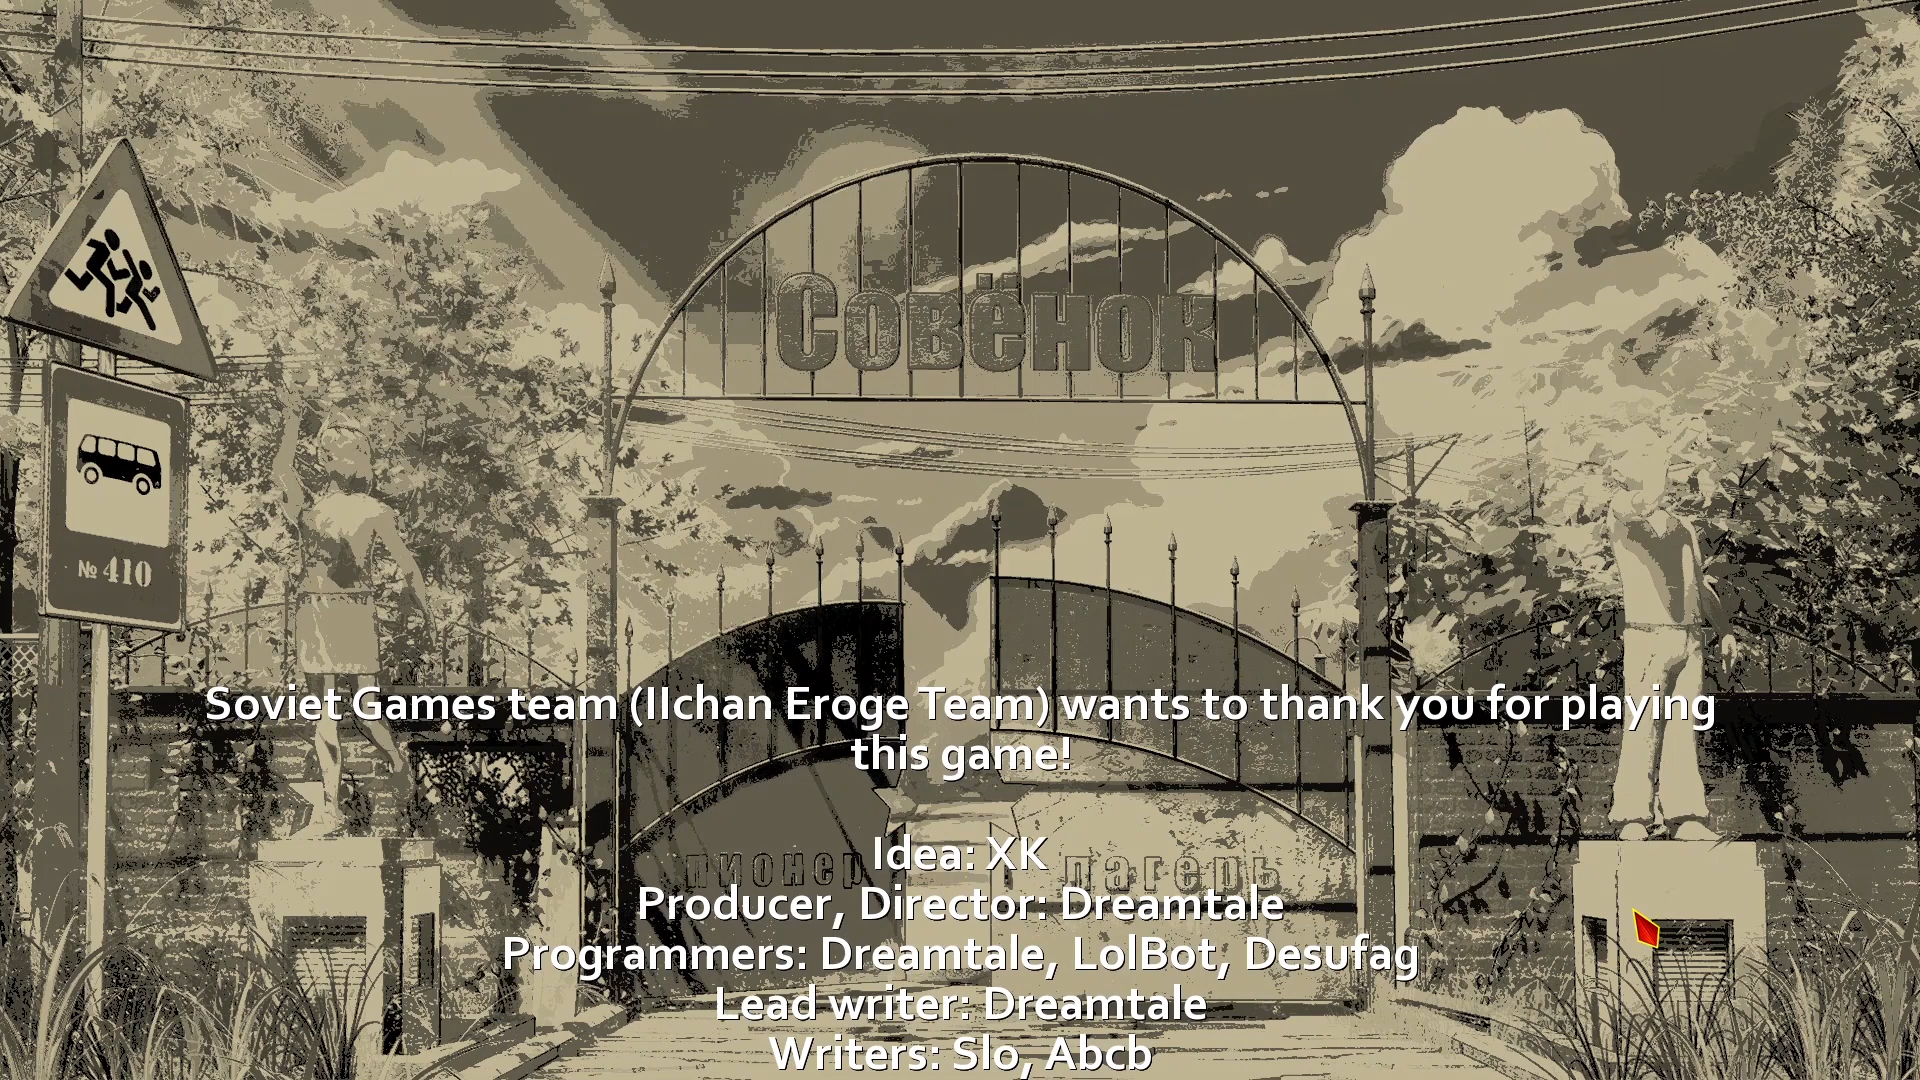 Совёнок
№ 410
Soviet Games team (IIchan Eroge Team) wants to thank you for playing
this game!
пионер лагерь
Idea: XK
Producer, Director: Dreamtale
Programmers: Dreamtale, LolBot, Desufag
Lead writer: Dreamtale
Writers: Slo, Abcb